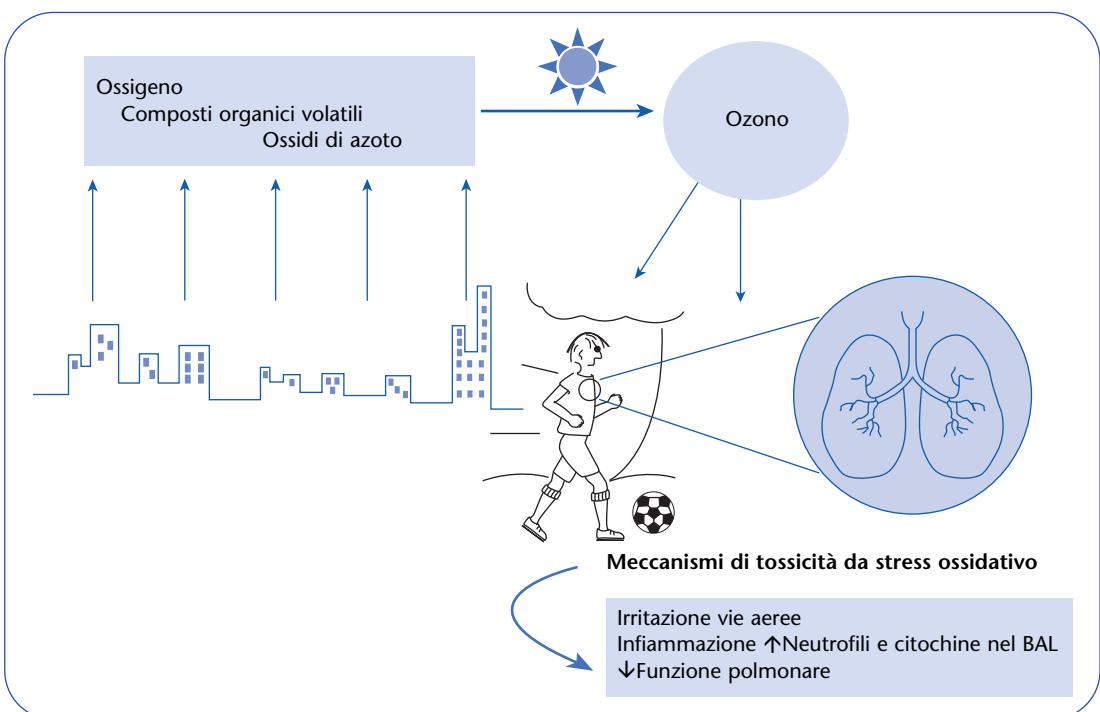 Ossigeno
Composti organici volatili
Ossidi di azoto
Ozono
Meccanismi di tossicità da stress ossidativo
Irritazione vie aeree
Infiammazione ↑Neutrofili e citochine nel BAL
↓Funzione polmonare